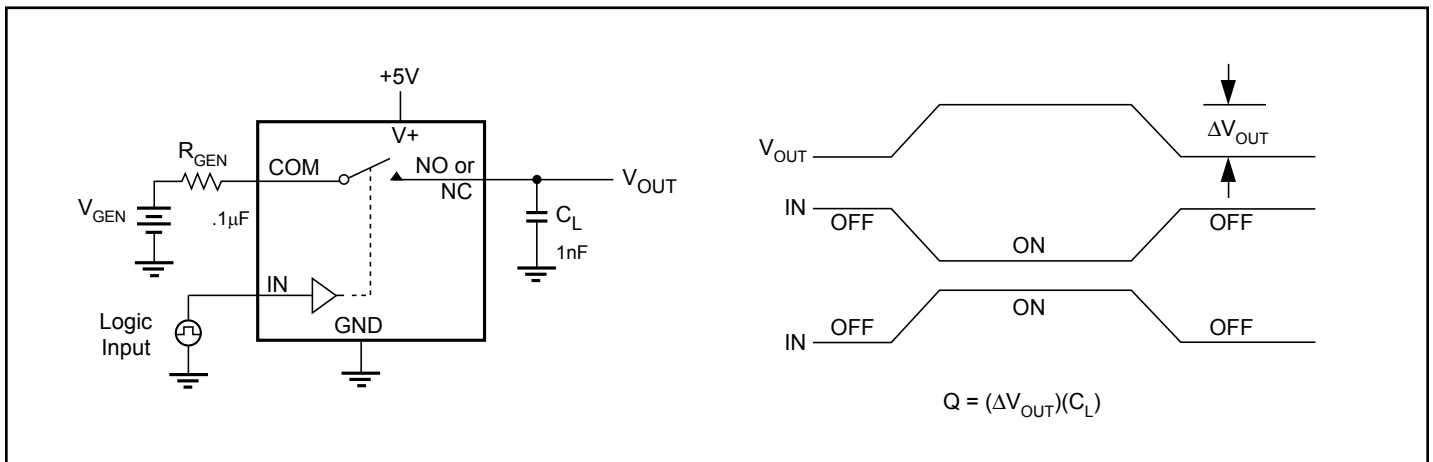 +5V
V+
R_GEN
COM
NO or
NC
V_OUT
V_GEN
.1μF
C_L
1nF
IN
Logic
Input
GND
V_OUT
ΔV_OUT
IN
OFF
ON
OFF
IN
OFF
ON
OFF
Q = (ΔV_OUT)(C_L)